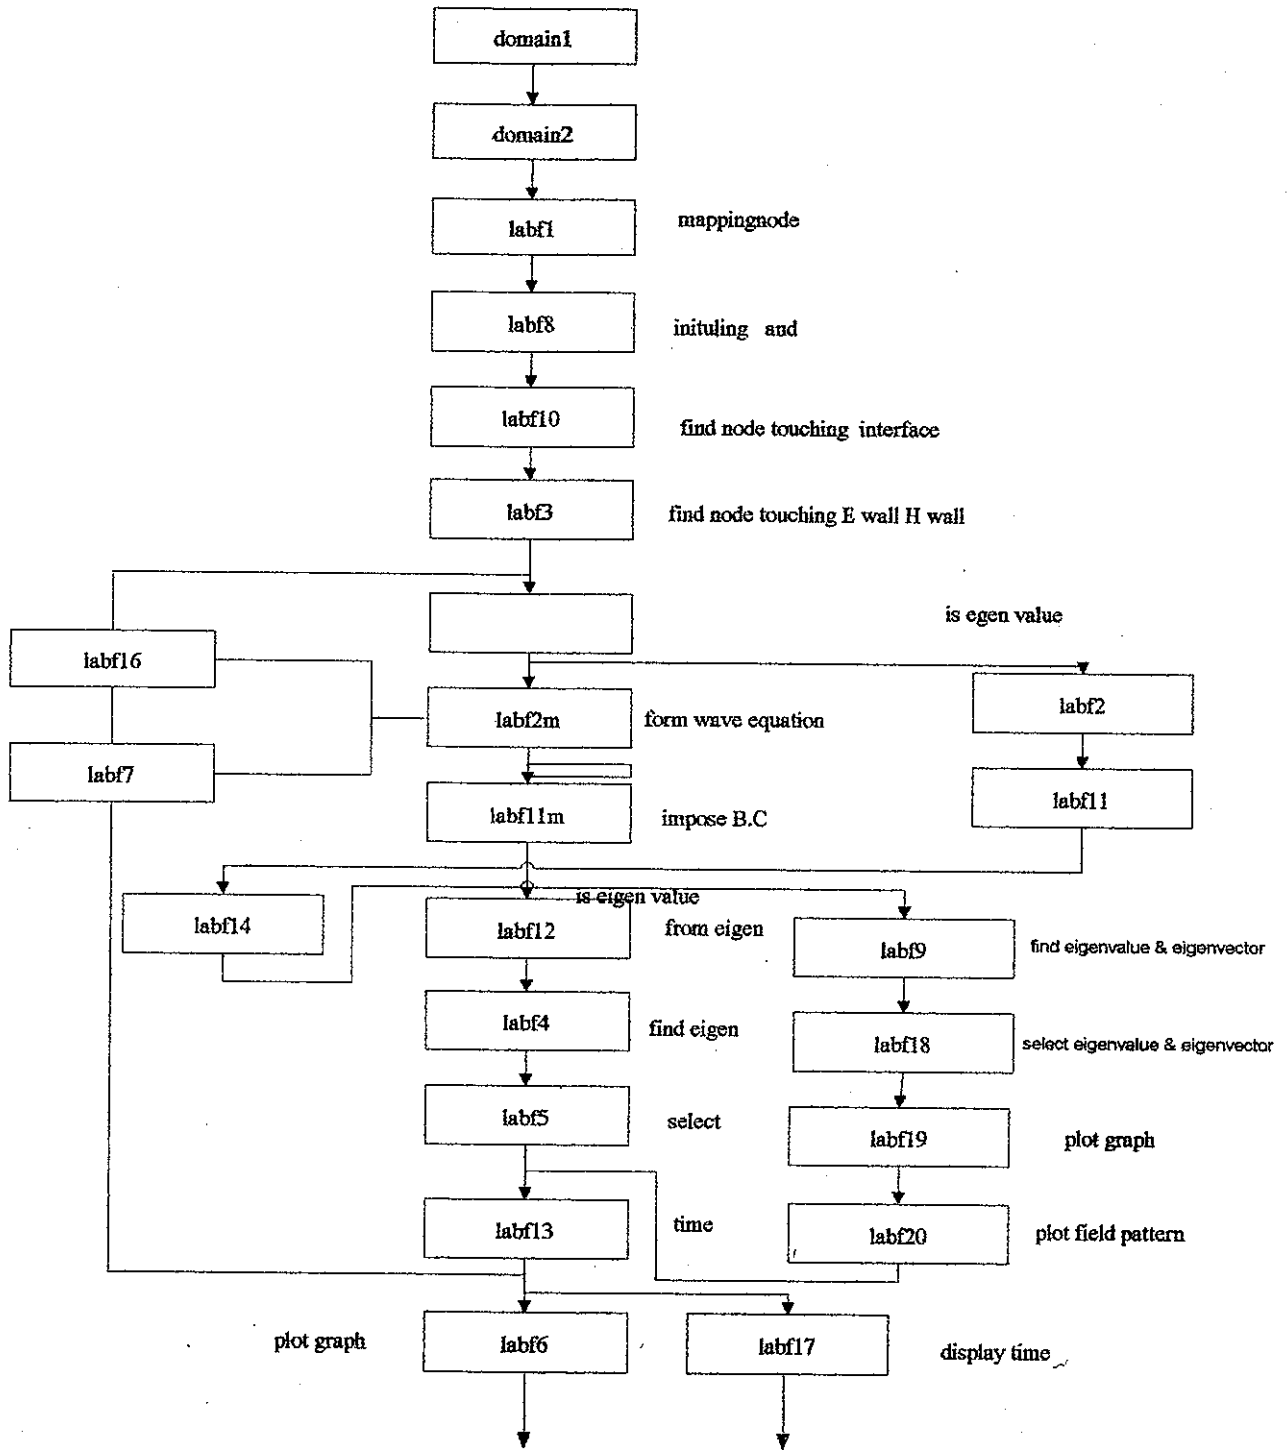 domain1
domain2
labf1
mappingnode
labf8
inituling and
labf10
find node touching interface
labf3
find node touching E wall H wall
is egen value
labf16
labf2
labf2m
form wave equation
labf7
labf11
labf11m
impose B.C
is eigen value
labf14
labf12
from eigen
labf9
find eigenvalue & eigenvector
labf4
find eigen
labf18
select eigenvalue & eigenvector
labf5
select
labf19
plot graph
labf13
time
labf20
plot field pattern
plot graph
labf6
labf17
display time